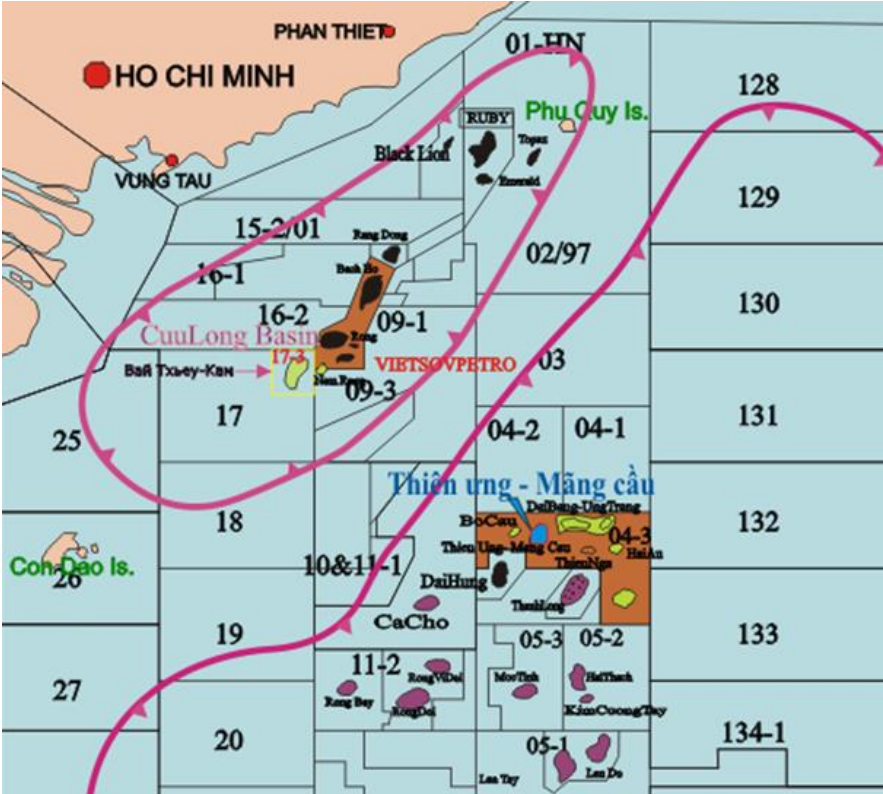 PHAN THIET
HO CHI MINH
01-HN
128
RUBY
Phu Quy Is.
Black Lion
Topaz
Emerald
VUNG TAU
129
15-2/01
Rang Dong
02/97
16-1
Bach Ho
130
16-2
09-1
CuuLong Basin
Rong
17-3
VIETSOVPETRO
03
Вай Тхьеу-Кам
Nam Rong
09-3
17
131
25
04-2
04-1
Thiên ưng - Mãng cầu
DaiBang-UngTrang
18
BoCau
132
04-3
Thien Ung- Mang Cau
HaiAu
Con Dao Is.
26
10&11-1
ThienNga
DaiHung
ThanhLong
CaCho
19
05-3
05-2
133
11-2
RongViDai
27
MocTinh
HaiThach
Rong Bay
RongDoi
KimCuongTay
20
134-1
05-1
Lan Tay
Lan Do